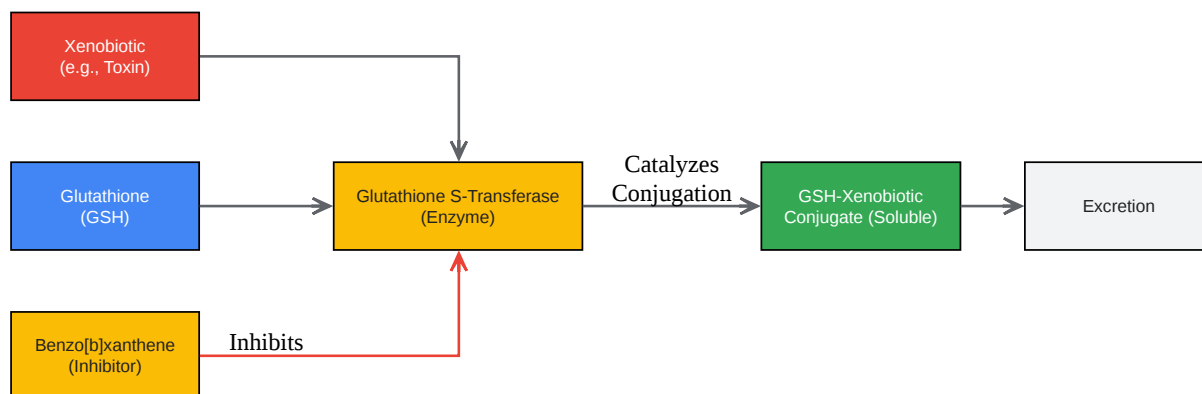 Xenobiotic
(e.g., Toxin)
Glutathione
(GSH)
Glutathione S-Transferase
(Enzyme)
Catalyzes
Conjugation
GSH-Xenobiotic
Conjugate (Soluble)
Excretion
Benzo[b]xanthene
(Inhibitor)
Inhibits